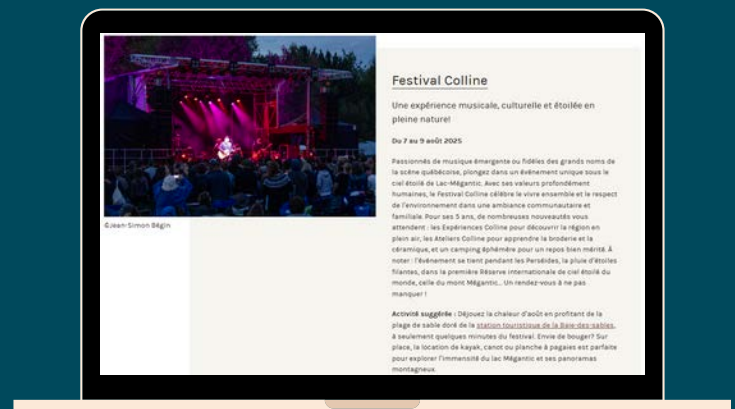 Festival Colline
Une expérience musicale, culturelle et étoilée en
pleine nature!
Du 7 au 9 août 2025
Passionnés de musique émergente ou fidèles des grands noms de
la scène québécoise, plongez dans un événement unique sous le
ciel étoilé de Lac-Mégantic. Avec ses valeurs profondément
humaines, le Festival Colline célèbre le vivre ensemble et le respect
de l'environnement dans une ambiance communautaire et
familiale. Pour ses 5 ans, de nombreuses nouveautés vous
attendent : les Expériences Colline pour découvrir la région en
plein air, les Ateliers Colline pour apprendre la broderie et la
céramique, et un camping éphémère pour un repos bien mérité. À
noter : l'événement se tient pendant les Perséides, la pluie d'étoiles
filantes, dans la première Réserve internationale de ciel étoilé du
monde, celle du mont Mégantic... Un rendez-vous à ne pas
manquer !
Activité suggérée : Déjouez la chaleur d'août en profitant de la
plage de sable doré de la station touristique de la Baie-des-sables,
à seulement quelques minutes du festival. Envie de bouger? Sur
place, la location de kayak, canot ou planche à pagaies est parfaite
pour explorer l'immensité du lac Mégantic et ses panoramas
montagneux.
©Jean-Simon Bégin